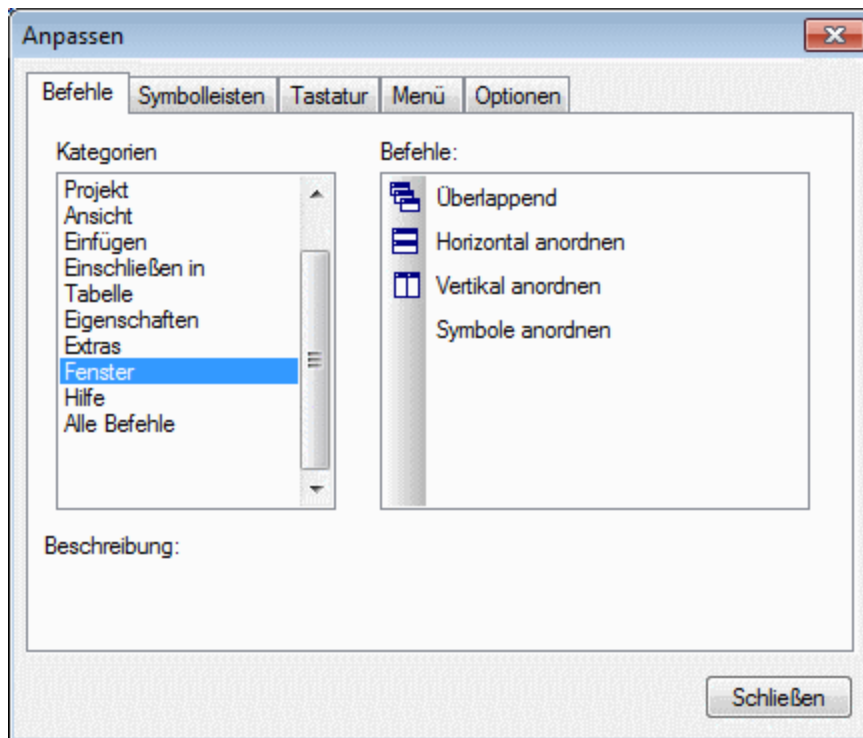 Anpassen
Befehle Symbolleisten Tastatur Menü Optionen
Kategorien
Projekt
Ansicht
Einfügen
Einschließen in
Tabelle
Eigenschaften
Extras
Fenster
Hilfe
Alle Befehle
Befehle:
Überlappend
Horizontal anordnen
Vertikal anordnen
Symbole anordnen
Beschreibung:
Schließen